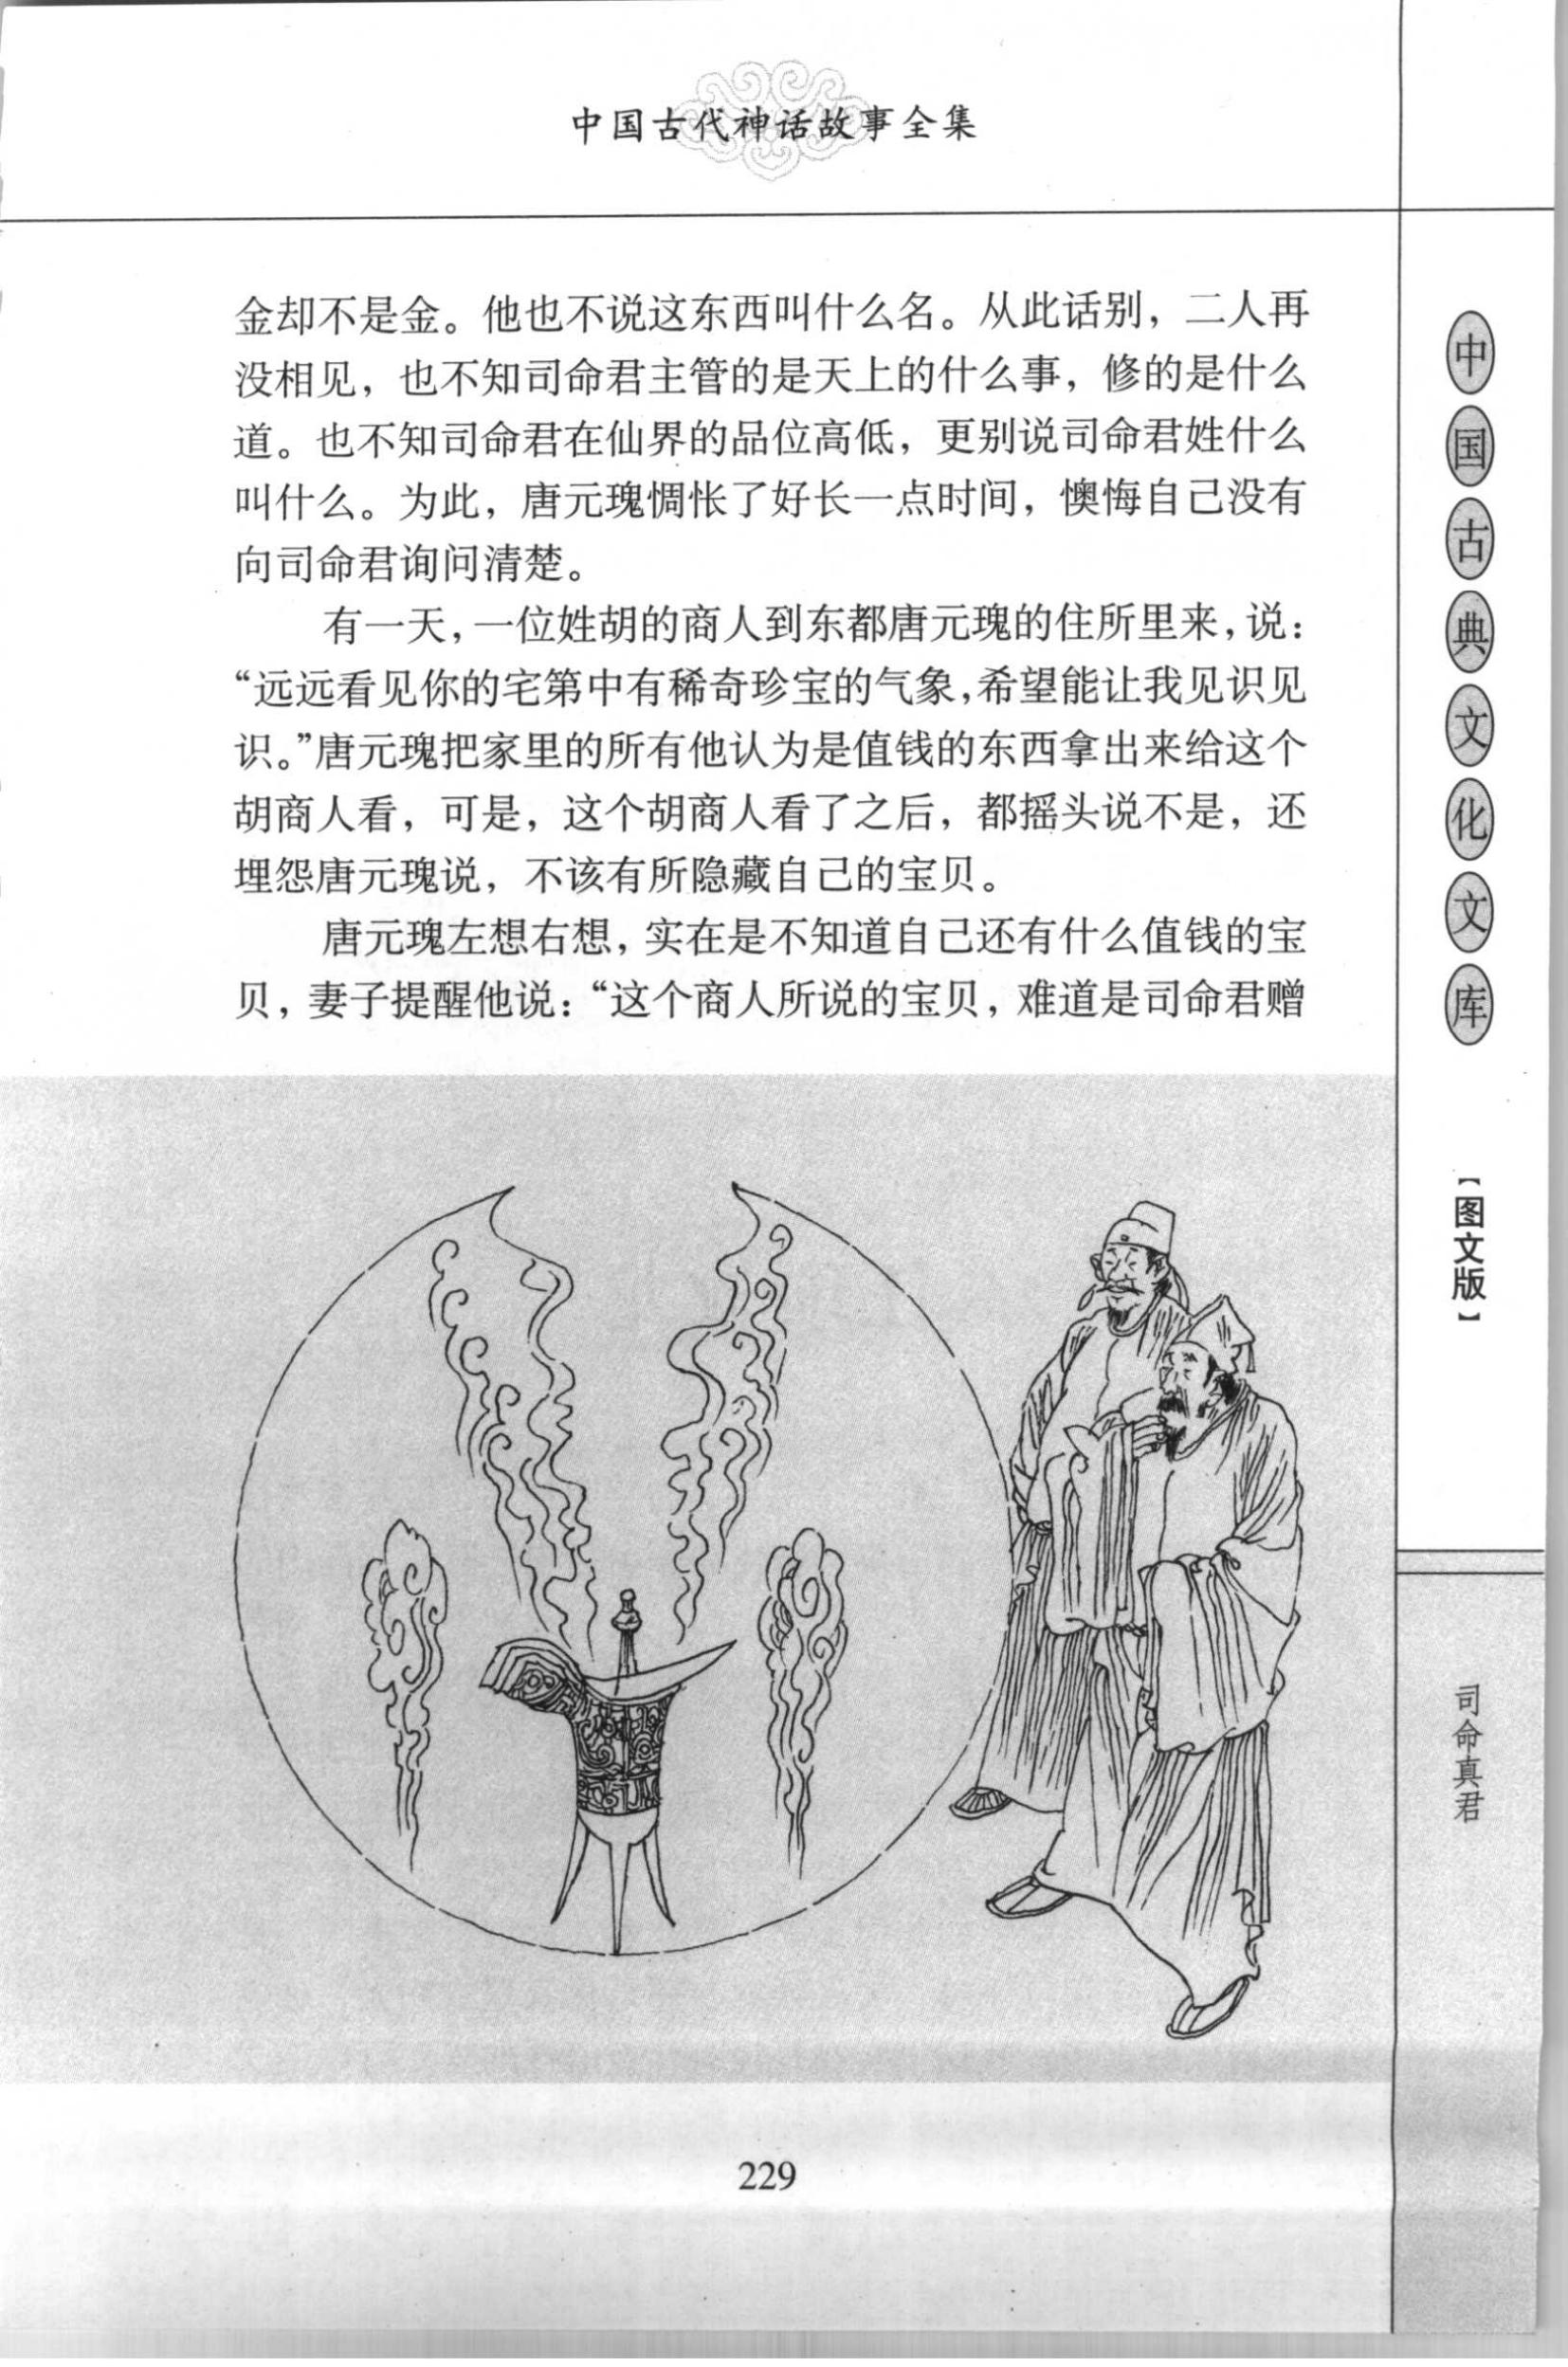 中国古代神话故事全集
金却不是金。他也不说这东西叫什么名。从此话别，二人再
没相见，也不知司命君主管的是天上的什么事，修的是什么
道。也不知司命君在仙界的品位高低，更别说司命君姓什么
叫什么。为此，唐元瑰惆怅了好长一点时间，懊悔自己没有
向司命君询问清楚。
有一天，一位姓胡的商人到东都唐元瑰的住所里来，说：
“远远看见你的宅第中有稀奇珍宝的气象，希望能让我见识见
识。”唐元瑰把家里的所有他认为是值钱的东西拿出来给这个
胡商人看，可是，这个胡商人看了之后，都摇头说不是，还
埋怨唐元瑰说，不该有所隐藏自己的宝贝。
唐元瑰左想右想，实在是不知道自己还有什么值钱的宝
贝，妻子提醒他说：“这个商人所说的宝贝，难道是司命君赠
中国古典文化文库
【图文版】
司命真君
229